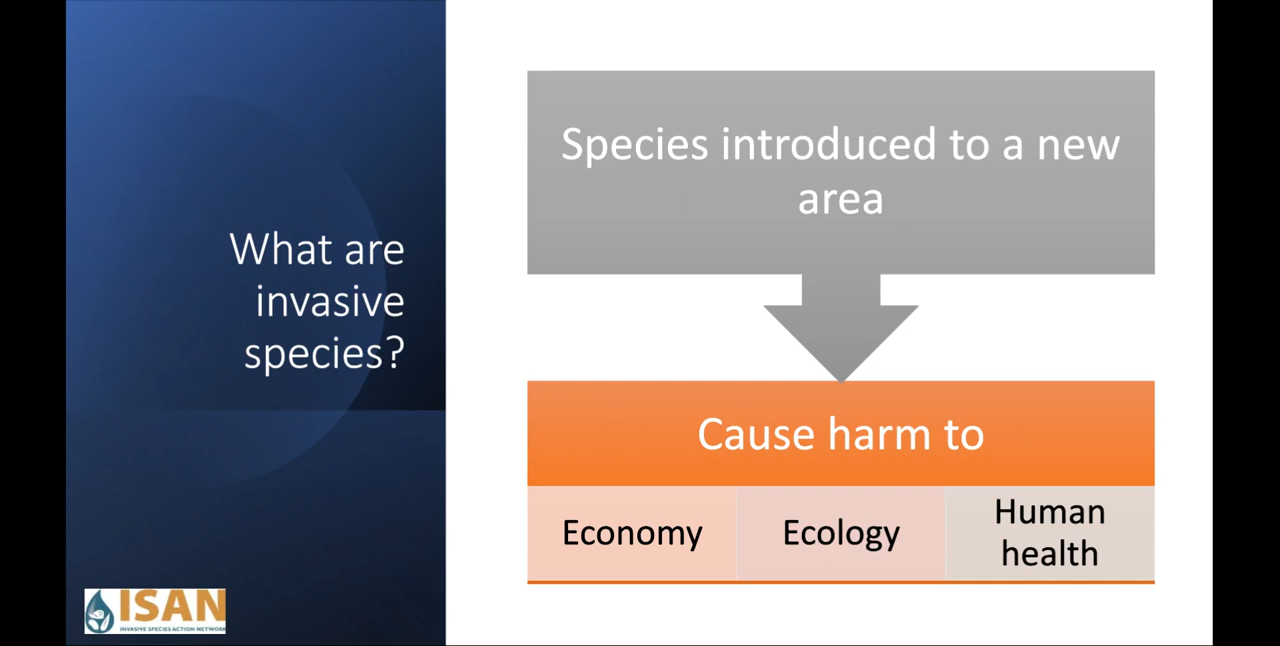 What are
invasive
species?
Species introduced to a new
area
Cause harm to
Economy
Ecology
Human
health
ISAN
INVASIVE SPECIES ACTION NETWORK